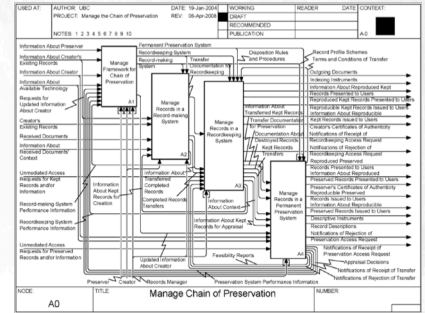 USED AT:
AUTHOR: UBC
DATE: 19-Jan-2004
WORKING
READER
DATE
CONTEXT:
PROJECT: Manage the Chain of Preservation
REV: 06-Apr-2008
DRAFT
RECOMMENDED
NOTES: 1 2 3 4 5 6 7 8 9 10
PUBLICATION
A-0
Information About Preserver
Information About Creator's
Existing Records
Information About Creator
Information About
Available Technology
Requests for
Updated Information
About Creator
Creator's
Existing Records
Received Documents
Information About
Received Documents'
Context
Unmediated Access
Requests for Kept
Records and/or
Information
Record-making System
Performance Information
Recordkeeping System
Performance Information
Unmediated Access
Requests for Preserved
Records and/or Information
Permanent Preservation System
Recordkeeping System
Record-making
System
Transfer
Documentation for
Recordkeeping
Disposition Rules
and Procedures
Record Profile Schemes
Terms and Conditions of Transfer
Manage
Framework for
Chain of
Preservation
A1
Manage
Records in a
Record-making
System
A2
Manage
Records in a
Recordkeeping
System
A3
Manage
Records in a
Permanent
Preservation
System
A4
Information About
Transferred Kept Records
Transfer Documentation
for Preservation
Documentation About
Destroyed Records
Kept Records
Transfers
Information
About Kept
Records for
Creation
Information About
Transferred
Completed
Records
Completed Records
Transfers
Information
About Context
Information About Kept
Records for Appraisal
Updated Information
About Creator
Feasibility Reports
Outgoing Documents
Indexing Instruments
Information About Reproduced Kept
Records Presented to Users
Reproduced Kept Records Presented to Users
Reproducible Kept Records Issued to Users
Information About Reproducible
Kept Records Issued to Users
Creator's Certificates of Authenticity
Notifications of Rejection of
Recordkeeping Access Request
Recordkeeping Access Request
Reproduced Preserved
Records Presented to Users
Information About Reproduced
Preserved Records Presented to Users
Preserver's Certificates of Authenticity
Reproducible Preserved
Records Issued to Users
Information About Reproducible
Preserved Records Issued to Users
Descriptive Instruments
Record Descriptions
Notifications of Rejection of
Preservation Access Request
Notifications of Receipt of
Preservation Access Request
Appraisal Decisions
Notifications of Receipt of Transfer
Notifications of Rejection of Transfer
Preserver
Creator
Records Manager
Preservation System Performance Information
NODE:
A0
TITLE:
Manage Chain of Preservation
NUMBER: